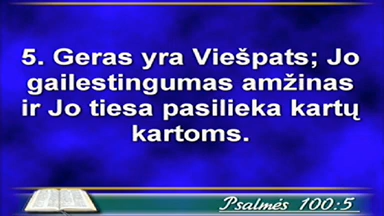 5. Geras yra Viešpats; Jo
gailestingumas amžinas
ir Jo tiesa pasilieka kartų
kartoms.
Psalmės 100:5